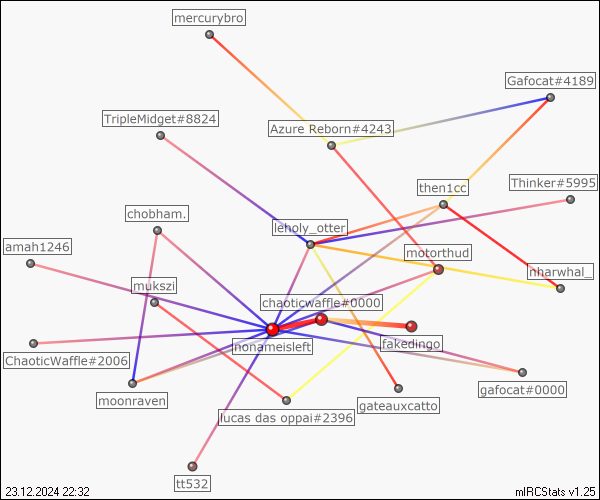 mercurybro
Gafocat#4189
TripleMidget#8824
Azure Reborn#4243
Thinker#5995
then1cc
chobham.
leholy_otter
amah1246
motorthud
nharwhal_
mukszi
chaoticwaffle#0000
nonameisleft
fakedingo
ChaoticWaffle#2006
gafocat#0000
moonraven
gateauxcatto
lucas das oppai#2396
tt532
23.12.2024 22:32
mIRCStats v1.25